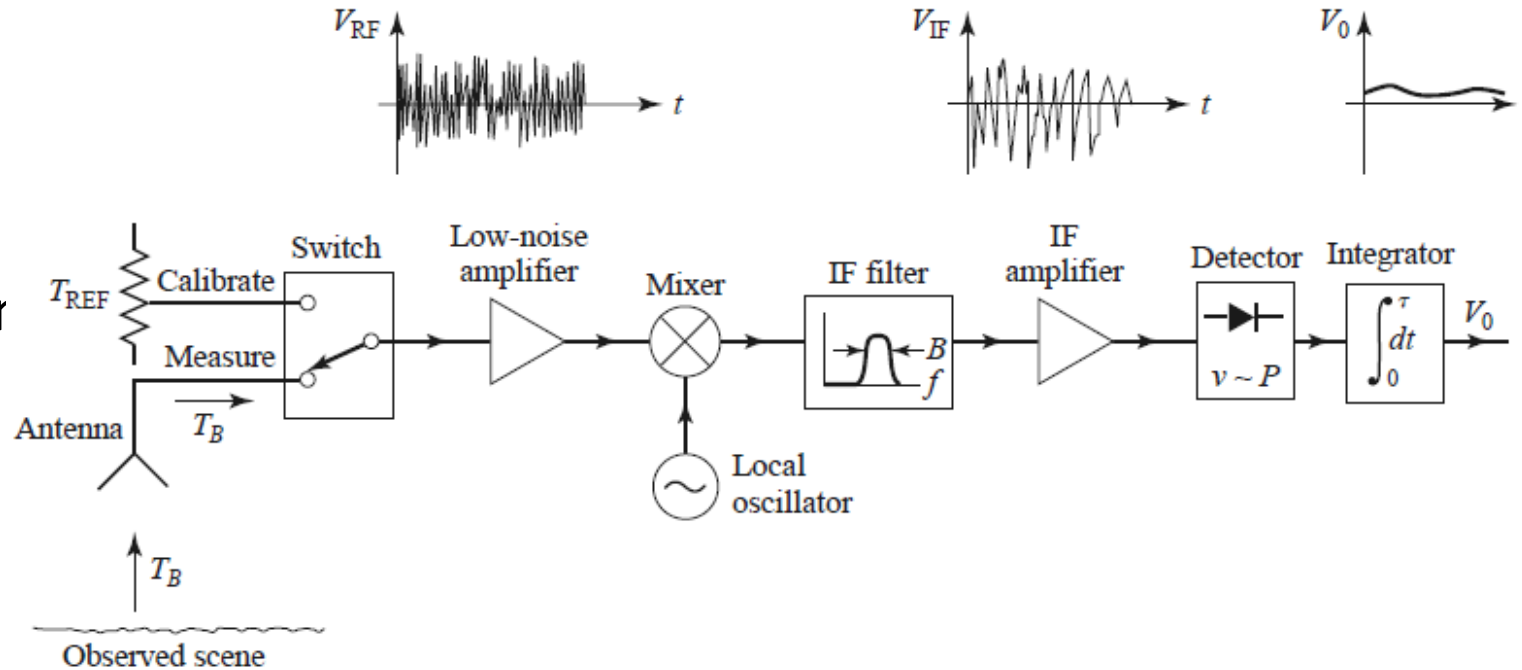 V_RF
t
V_IF
t
V_0
Switch
Low-noise
amplifier
Mixer
IF filter
IF
amplifier
Detector
Integrator
r
T_REF
Calibrate
Measure
T_B
Antenna
B
f
v ~ P
τ
dt
0
V_0
Local
oscillator
T_B
Observed scene